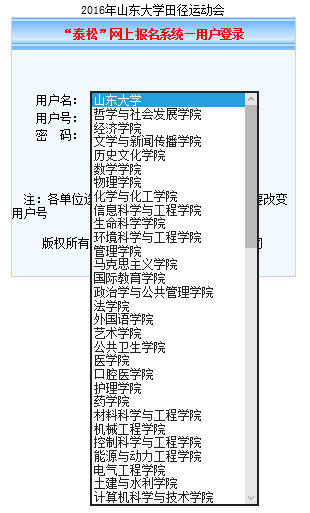 2016年山东大学田径运动会
“泰松”网上报名系统—用户登录
用户名：
用户号：
密　码：
山东大学
哲学与社会发展学院
经济学院
文学与新闻传播学院
历史文化学院
数学学院
物理学院
化学与化工学院
信息科学与工程学院
生命科学学院
环境科学与工程学院
管理学院
马克思主义学院
国际教育学院
政治学与公共管理学院
法学院
外国语学院
艺术学院
公共卫生学院
医学院
口腔医学院
护理学院
药学院
材料科学与工程学院
机械工程学院
控制科学与工程学院
能源与动力工程学院
电气工程学院
土建与水利学院
计算机科学与技术学院
注：各单位 改变
用户号
版权所有 司